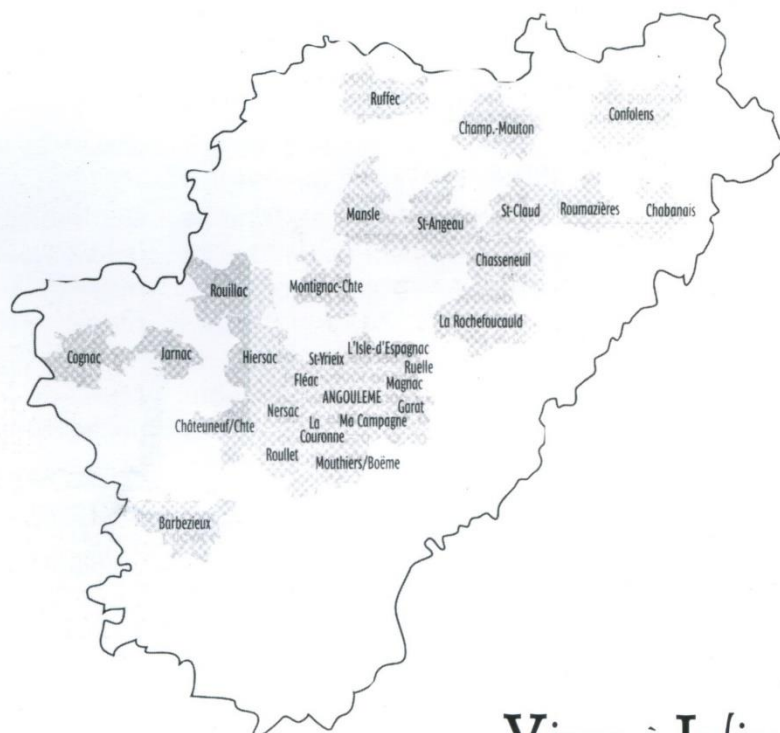 Ruffec
Champ.-Mouton
Confolens
Mansle
St-Angeau
St-Claud
Roumazières
Chabanais
Chasseneuil
Rouillac
Montignac-Chte
La Rochefoucauld
Cognac
Jarnac
Hiersac
St-Yrieix
L'Isle-d'Espagnac
Ruelle
Fléac
Magnac
ANGOULEME
Garat
Nersac
La
Couronne
Ma Campagne
Châteuneuf/Chte
Roullet
Mouthiers/Boëme
Barbezieux